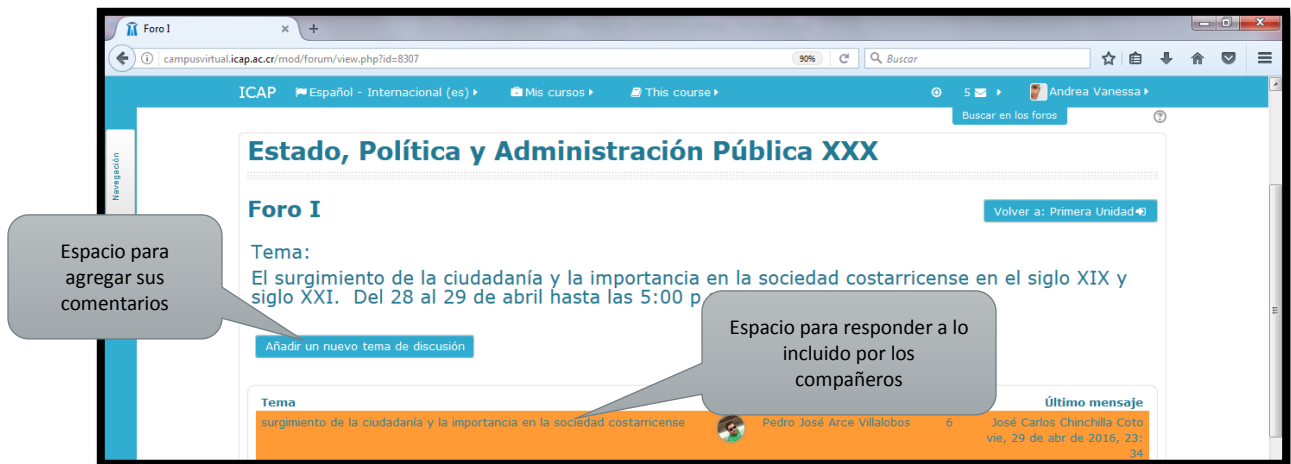 Foro I
campusvirtual.icap.ac.cr/mod/forum/view.php?id=8307
90%
Buscar
ICAP Español - Internacional (es) Mis cursos This course 5 Andrea Vanessa
Buscar en los foros
Navegación
Estado, Política y Administración Pública XXX
Foro I
Volver a: Primera Unidad
Tema:
El surgimiento de la ciudadanía y la importancia en la sociedad costarricense en el siglo XIX y
siglo XXI. Del 28 al 29 de abril hasta las 5:00 p.
Espacio para
agregar sus
comentarios
Espacio para responder a lo
incluido por los
compañeros
Añadir un nuevo tema de discusión
Tema Último mensaje
surgimiento de la ciudadanía y la importancia en la sociedad costarricense Pedro José Arce Villalobos 6 José Carlos Chinchilla Coto
vie, 29 de abr de 2016, 23:
34